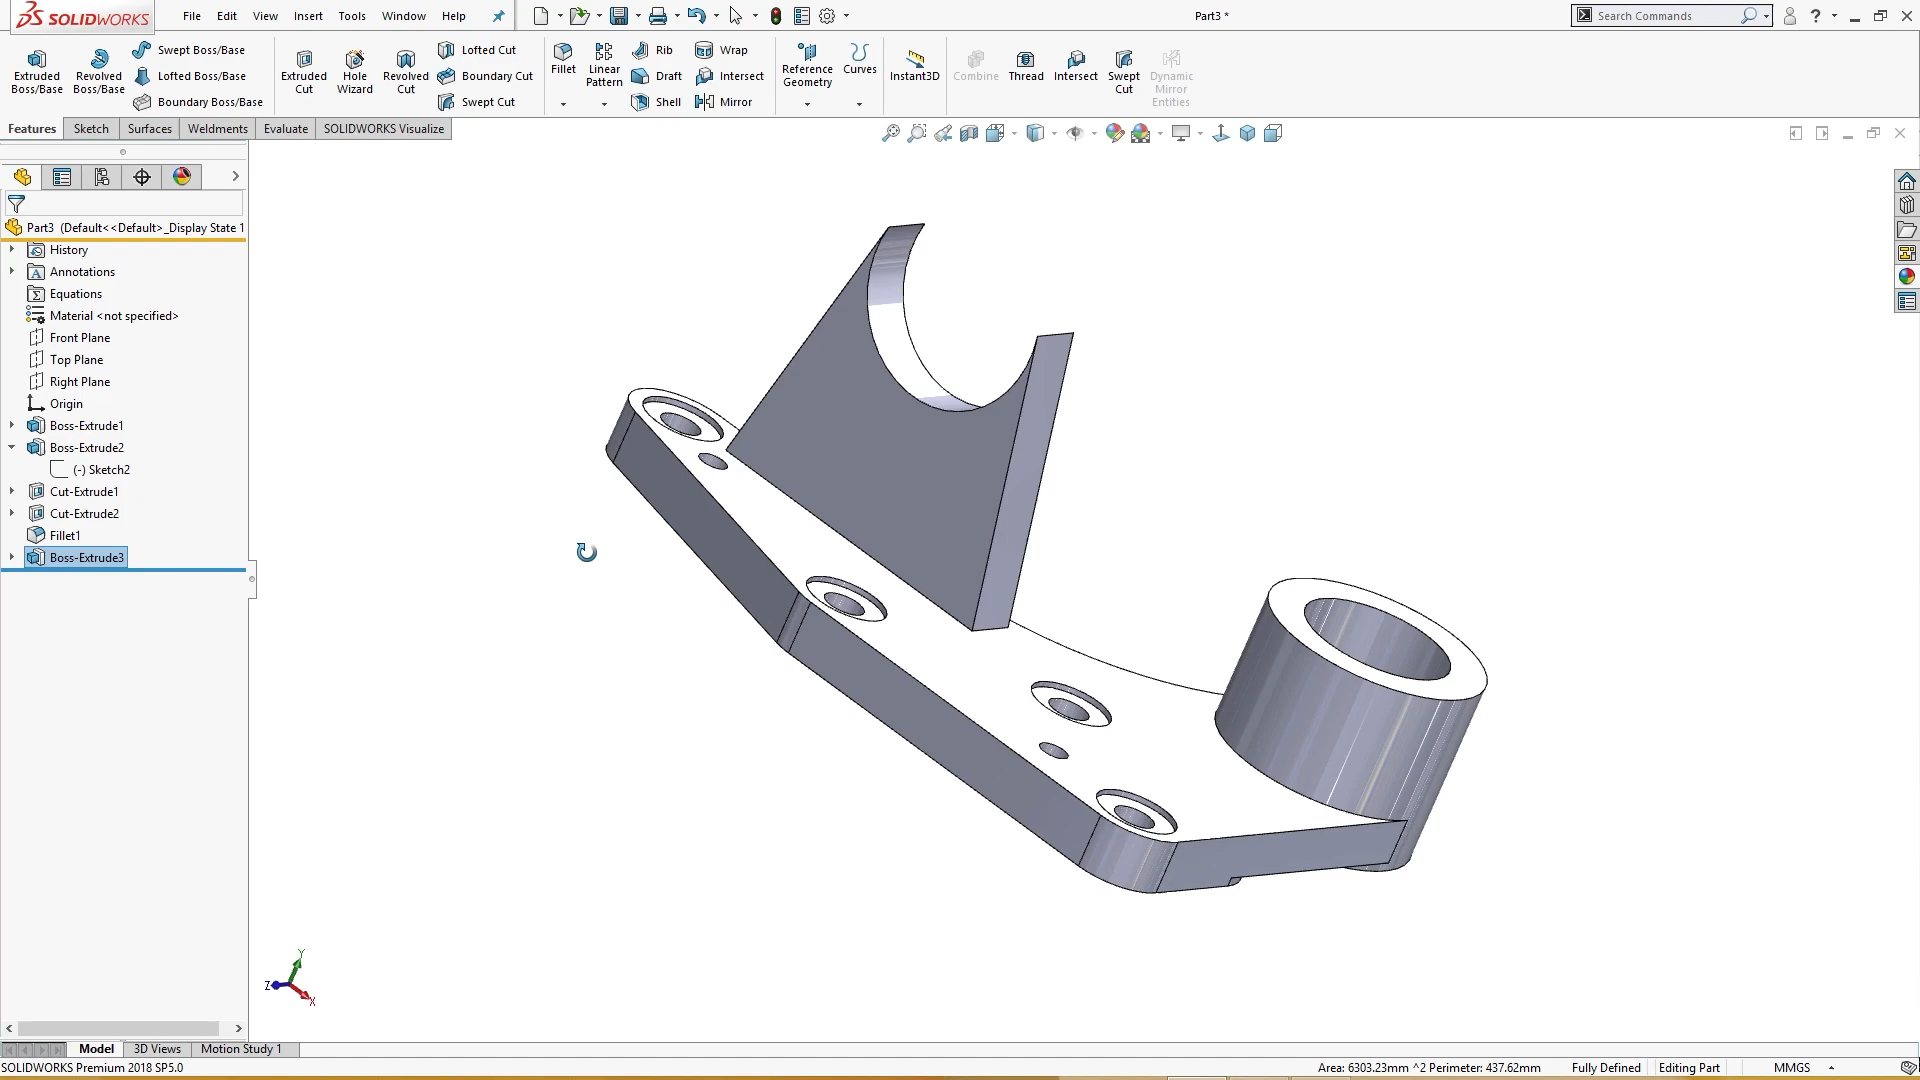 SOLIDWORKS
File Edit View Insert Tools Window Help
Part3 *
Search Commands
Extruded Boss/Base
Revolved Boss/Base
Swept Boss/Base
Lofted Boss/Base
Boundary Boss/Base
Extruded Cut
Hole Wizard
Revolved Cut
Lofted Cut
Boundary Cut
Swept Cut
Fillet
Linear Pattern
Rib
Draft
Shell
Wrap
Intersect
Mirror
Reference Geometry
Curves
Instant3D
Combine
Thread
Intersect
Swept Cut
Dynamic Mirror Entities
Features Sketch Surfaces Weldments Evaluate SOLIDWORKS Visualize
Part3 (Default<<Default>_Display State 1
History
Annotations
Equations
Material <not specified>
Front Plane
Top Plane
Right Plane
Origin
Boss-Extrude1
Boss-Extrude2
(-) Sketch2
Cut-Extrude1
Cut-Extrude2
Fillet1
Boss-Extrude3
Y
Z
X
Model 3D Views Motion Study 1
SOLIDWORKS Premium 2018 SP5.0
Area: 6303.23mm ^2 Perimeter: 437.62mm Fully Defined Editing Part MMGS